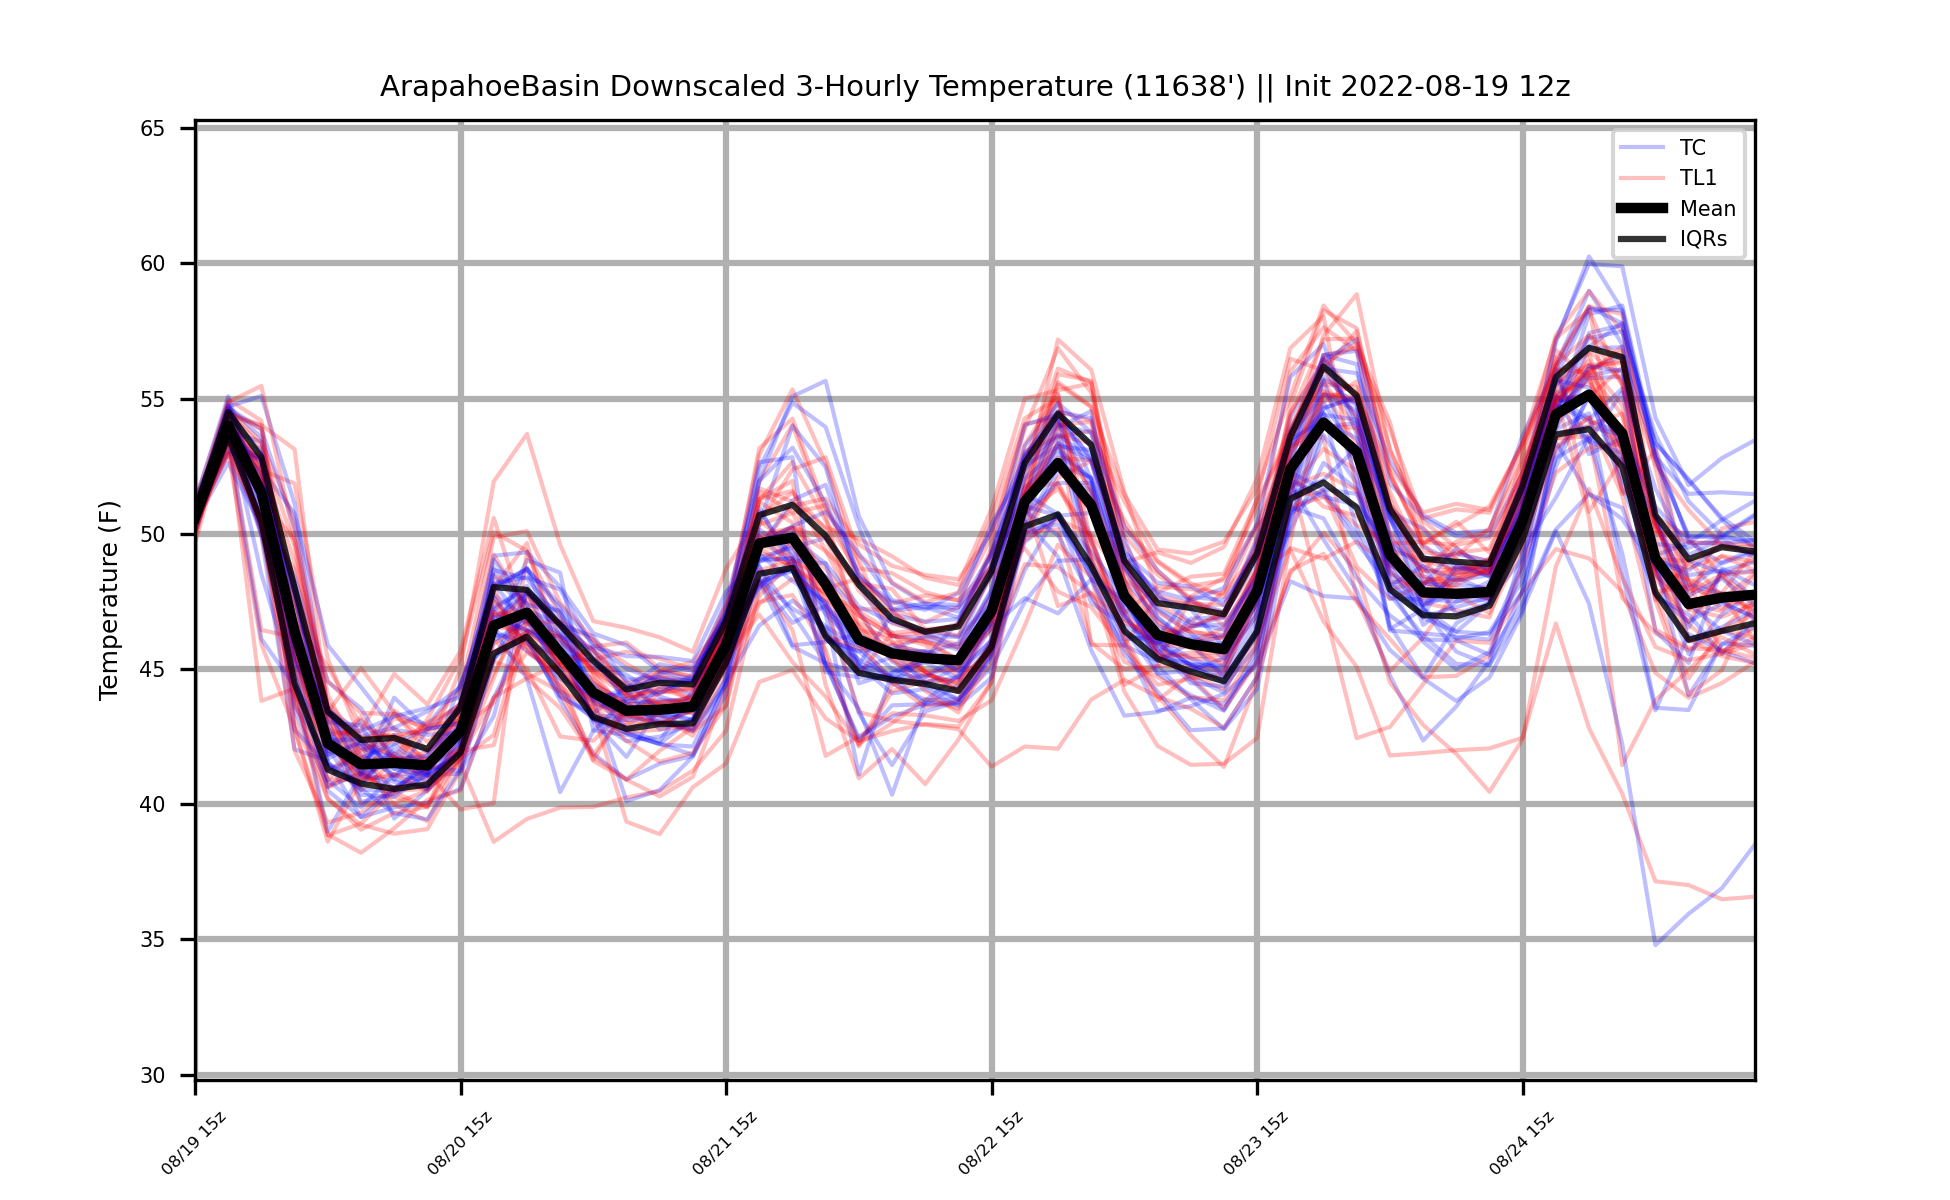 ArapahoeBasin Downscaled 3-Hourly Temperature (11638') || Init 2022-08-19 12z
TC
TL1
Mean
IQRs
Temperature (F)
65
60
55
50
45
40
35
30
08/19 15z
08/20 15z
08/21 15z
08/22 15z
08/23 15z
08/24 15z